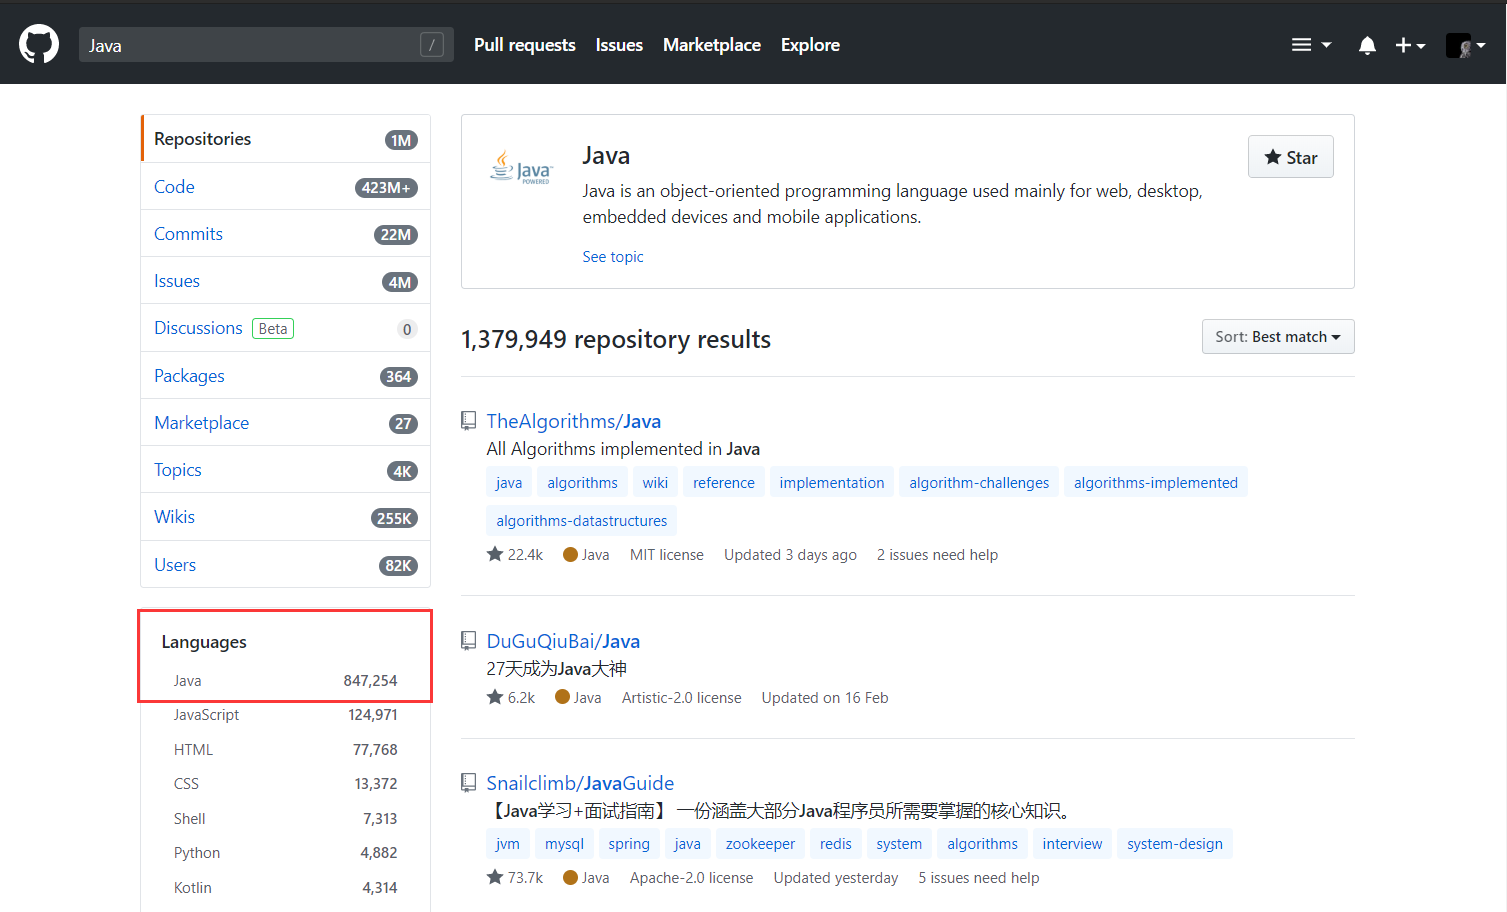 Java / Pull requests Issues Marketplace Explore
Repositories 1M
Code 423M+
Commits 22M
Issues 4M
Discussions Beta 0
Packages 364
Marketplace 27
Topics 4K
Wikis 255K
Users 82K
Languages
Java 847,254
JavaScript 124,971
HTML 77,768
CSS 13,372
Shell 7,313
Python 4,882
Kotlin 4,314
Java
POWERED
Java
Star
Java is an object-oriented programming language used mainly for web, desktop,
embedded devices and mobile applications.
See topic
1,379,949 repository results
Sort: Best match
TheAlgorithms/Java
All Algorithms implemented in Java
java algorithms wiki reference implementation algorithm-challenges algorithms-implemented
algorithms-datastructures
22.4k Java MIT license Updated 3 days ago 2 issues need help
DuGuQiuBai/Java
27天成为Java大神
6.2k Java Artistic-2.0 license Updated on 16 Feb
Snailclimb/JavaGuide
【Java学习+面试指南】 一份涵盖大部分Java程序员所需要掌握的核心知识。
jvm mysql spring java zookeeper redis system algorithms interview system-design
73.7k Java Apache-2.0 license Updated yesterday 5 issues need help